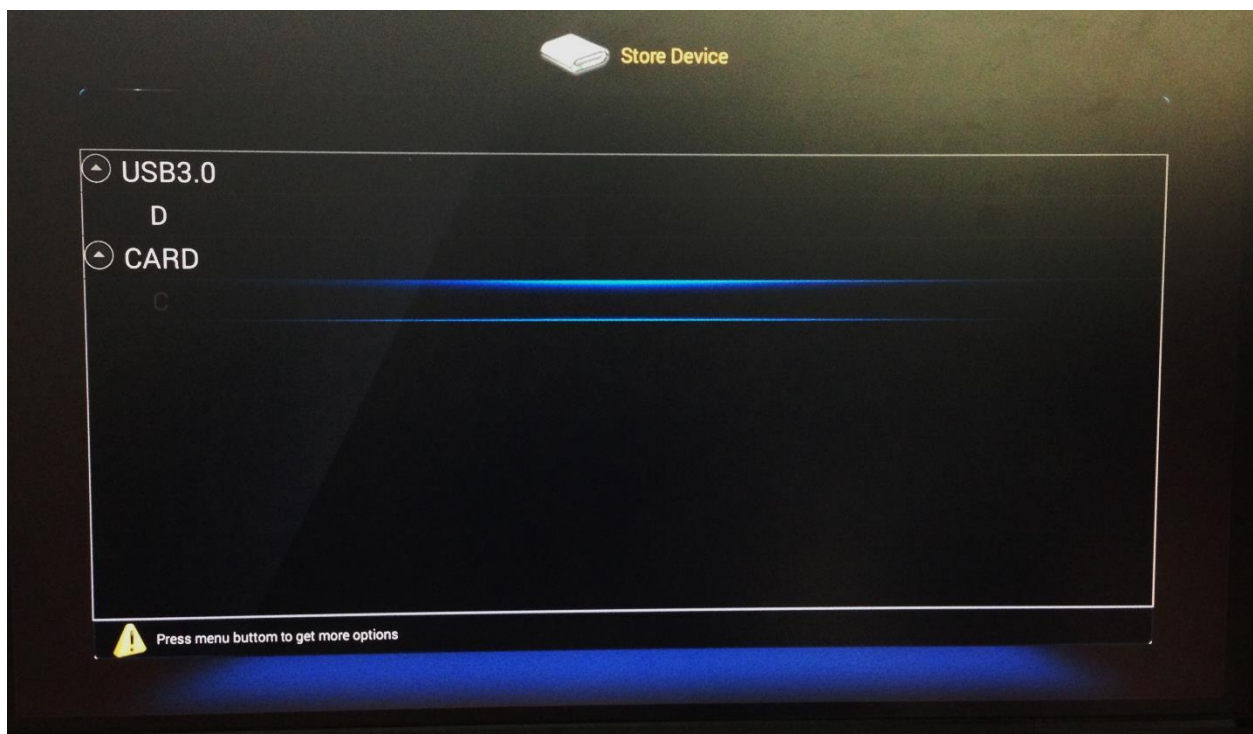 Store Device
USB3.0
D
CARD
C
Press menu buttom to get more options